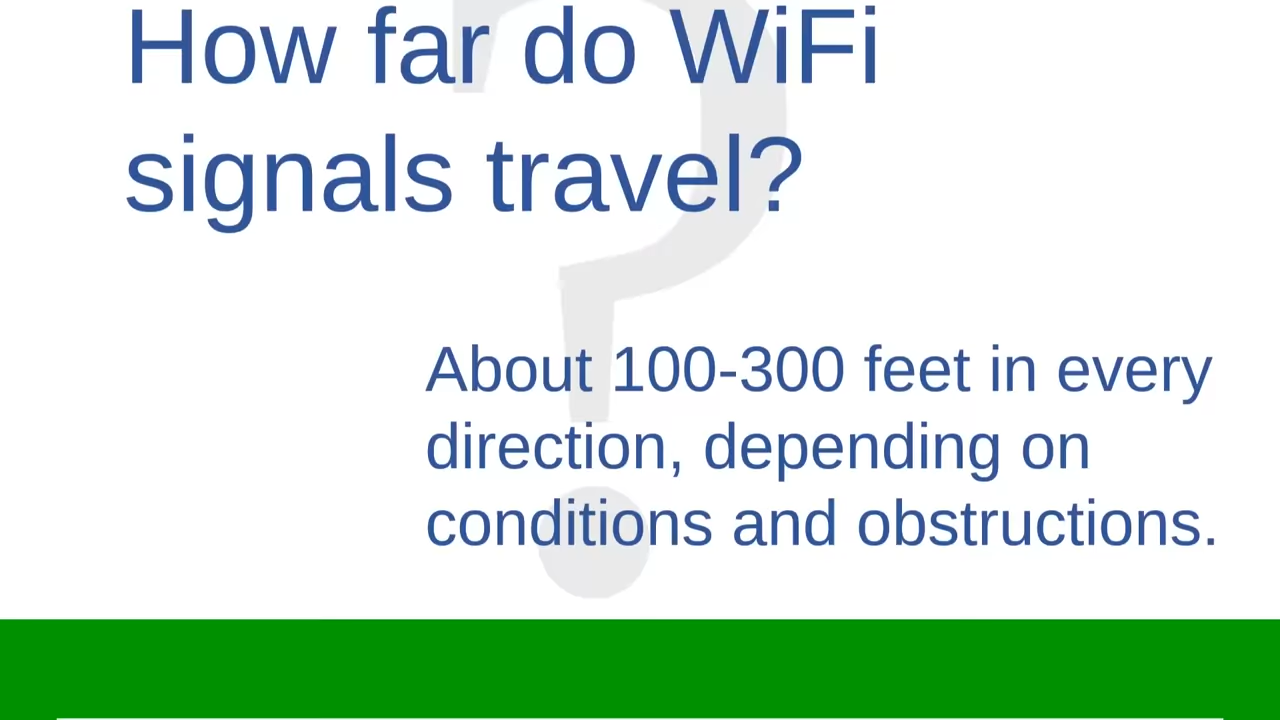 How far do WiFi
signals travel?
About 100-300 feet in every
direction, depending on
conditions and obstructions.